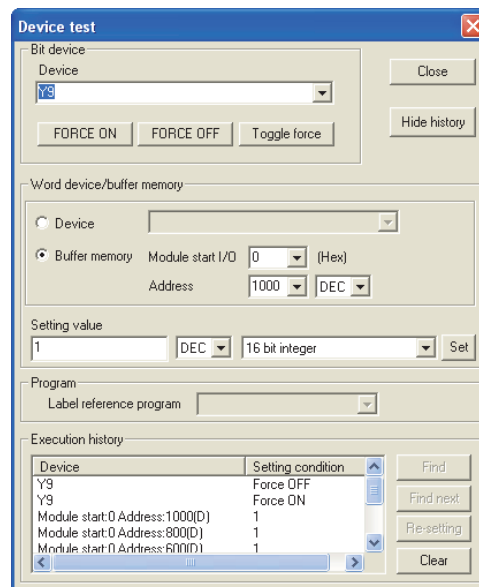 Device test
Bit device
Device
Y9
Close
FORCE ON FORCE OFF Toggle force
Hide history
Word device/buffer memory
Device
Buffer memory Module start I/O 0 (Hex)
Address 1000 DEC
Setting value
1 DEC 16 bit integer Set
Program
Label reference program
Execution history
Device Setting condition
Y9 Force OFF
Y9 Force ON
Module start:0 Address:1000(D) 1
Module start:0 Address:800(D) 1
Module start:0 Address:600(D) 1
Find
Find next
Re-setting
Clear